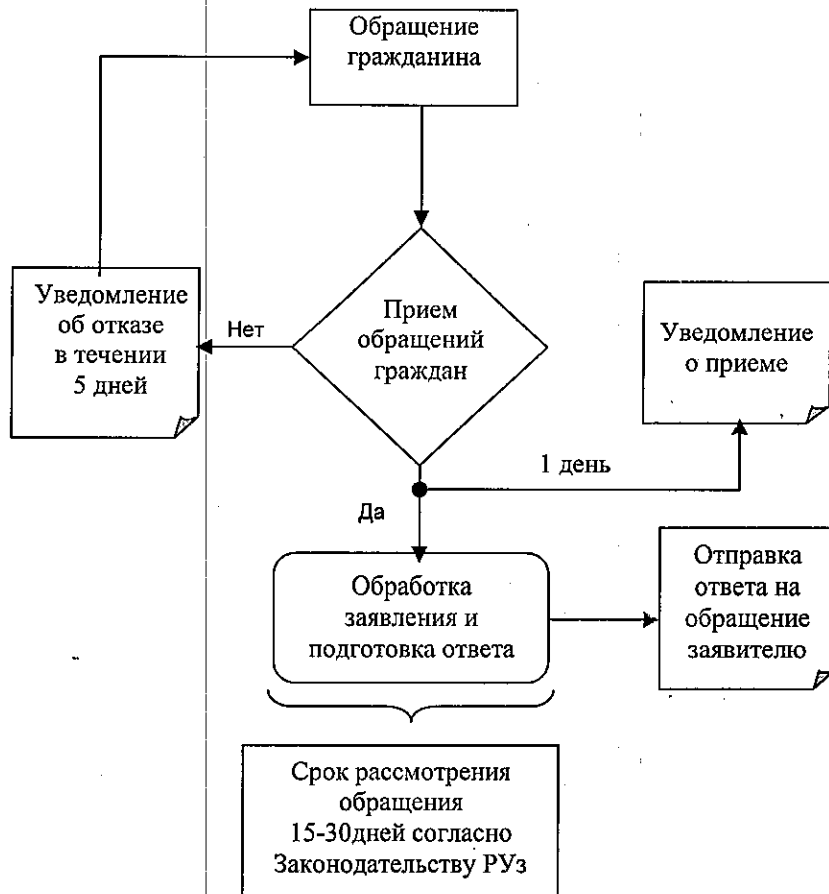 Обращение
гражданина
Прием
обращений
граждан
Нет
Уведомление
об отказе
в течении
5 дней
Уведомление
о приеме
1 день
Да
Обработка
заявления и
подготовка ответа
Отправка
ответа на
обращение
заявителю
Срок рассмотрения
обращения
15-30дней согласно
Законодательству РУз